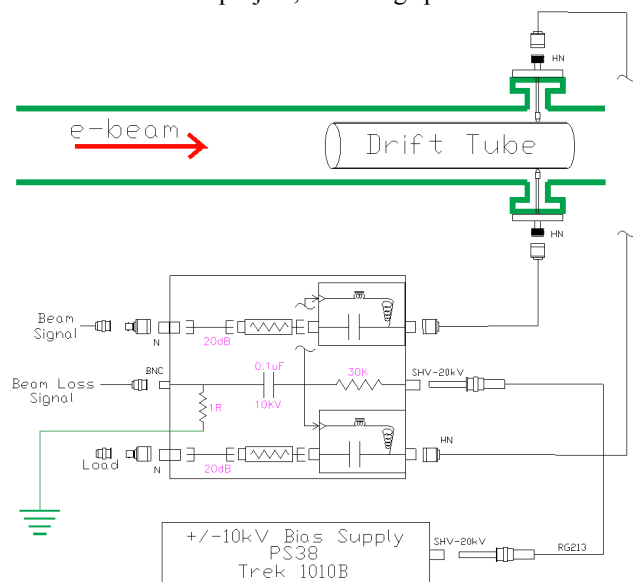 HN
e-beam
Drift Tube
HN
Beam
Signal
N
20dB
BNC
0.1uF
30K
SHV-20kV
Beam Loss
Signal
10KV
1R
HN
Load
N
20dB
+/-10kV Bias Supply
PS38
Trek 1010B
SHV-20kV
RG213